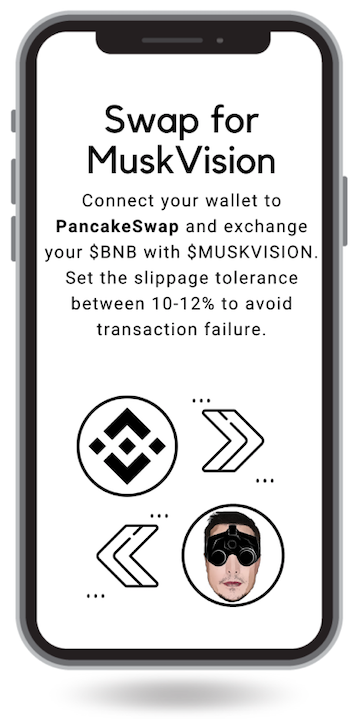 Swap for
MuskVision
Connect your wallet to
PancakeSwap and exchange
your $BNB with $MUSKVISION.
Set the slippage tolerance
between 10-12% to avoid
transaction failure.